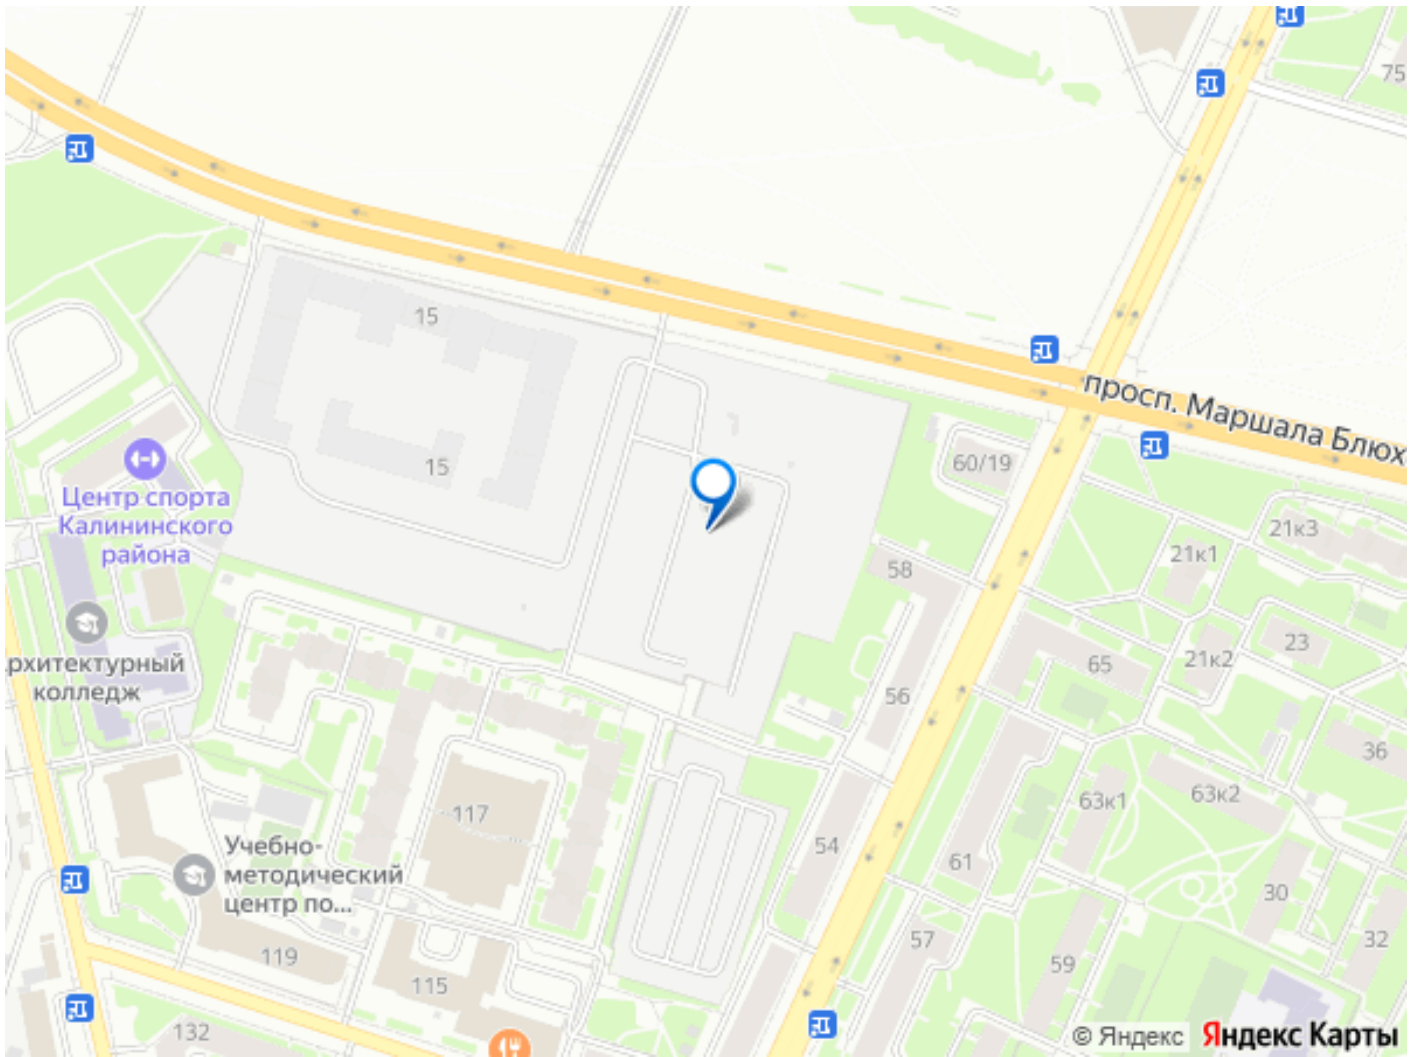 75
15
просп. Маршала Блюх
60/19
15
Центр спорта
Калининского
района
21к3
21к1
58
рхитектурный
колледж
65
21к2
23
56
36
63к1
63к2
117
54
Учебно-
методический
центр по...
61
30
57
32
119
59
115
132
© Яндекс Яндекс Карты